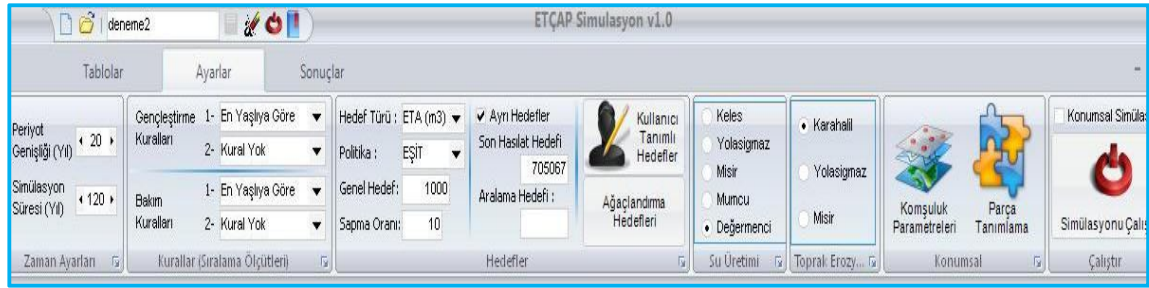 deneme2
ETÇAP Simulasyon v1.0
Tablolar Ayarlar Sonuçlar
Periyot
Genişliği (Yıl) 20
Simülasyon
Süresi (Yıl) 120
Zaman Ayarları
Gençleştirme
Kuralları
1- En Yaşlıya Göre
2- Kural Yok
Bakım
Kuralları
1- En Yaşlıya Göre
2- Kural Yok
Kurallar (Sıralama Ölçütleri)
Hedef Türü : ETA (m3)
Politika : EŞİT
Genel Hedef: 1000
Sapma Oranı: 10
Ayrı Hedefler
Son Hasılat Hedefi
705067
Aralama Hedefi :
Kullanıcı
Tanımlı
Hedefler
Ağaçlandırma
Hedefleri
Hedefler
Keles
Yolasigmaz
Misir
Mumcu
Değermenci
Su Üretimi
Karahalil
Yolasigmaz
Misir
Toprak Erozy...
Komşuluk
Parametreleri
Parça
Tanımlama
Konumsal
Konumsal Simüla
Simülasyonu Çalış
Çalıştır